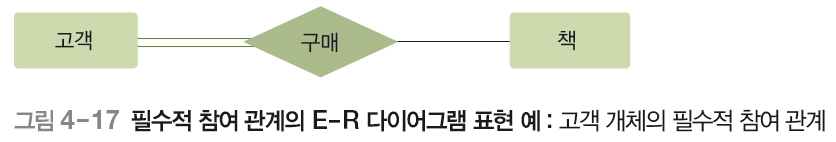 고객 구매 책
그림 4-17 필수적 참여 관계의 E-R 다이어그램 표현 예 : 고객 개체의 필수적 참여 관계